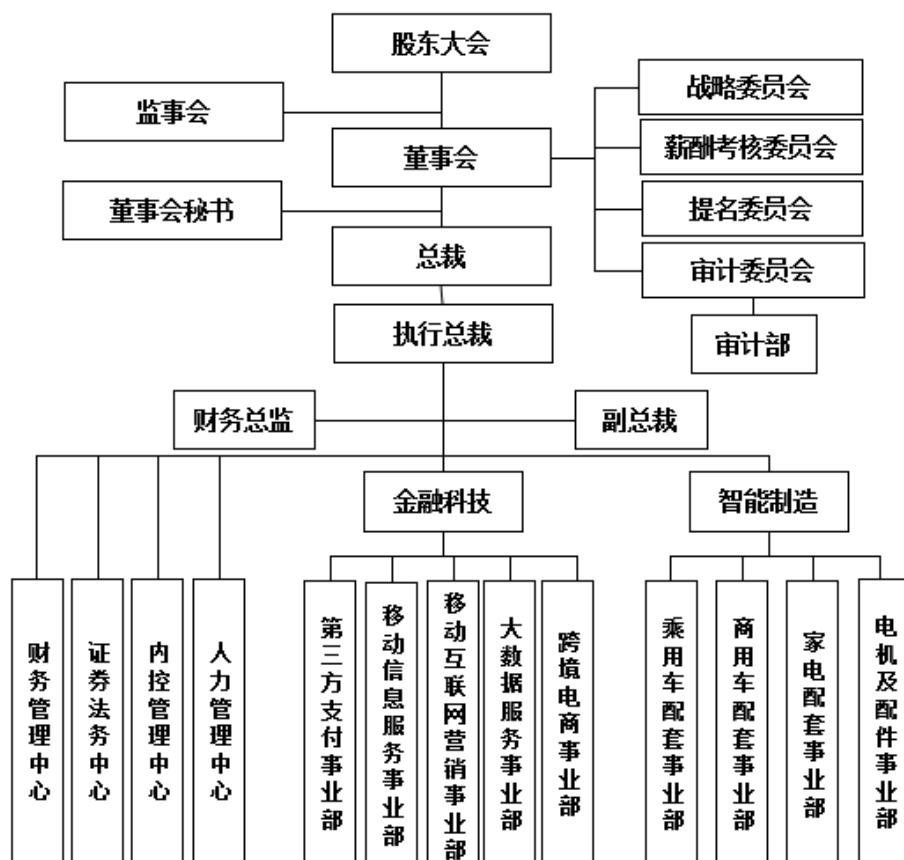 股东大会
监事会
战略委员会
薪酬考核委员会
董事会
董事会秘书
提名委员会
总裁
审计委员会
执行总裁
审计部
财务总监
副总裁
金融科技
智能制造
财务管理中心
证券法务中心
内控管理中心
人力管理中心
第三方支付事业部
移动信息服务事业部
移动互联网营销事业部
大数据服务事业部
跨境电商事业部
乘用车配套事业部
商用车配套事业部
家电配套事业部
电机及配件事业部